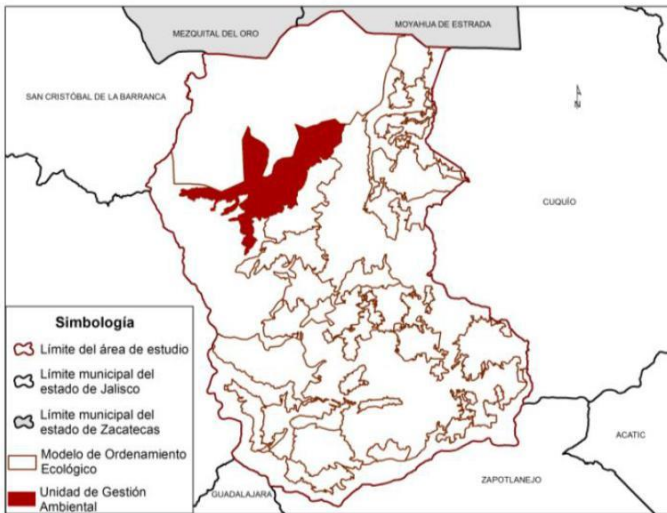 MEZQUITAL DEL ORO
MOYAHUA DE ESTRADA
SAN CRISTÓBAL DE LA BARRANCA
N
CUQUÍO
Simbología
Límite del área de estudio
Límite municipal del
estado de Jalisco
Límite municipal del
estado de Zacatecas
Modelo de Ordenamiento
Ecológico
Unidad de Gestión
Ambiental
GUADALAJARA
ZAPOTLANEJO
ACATIC